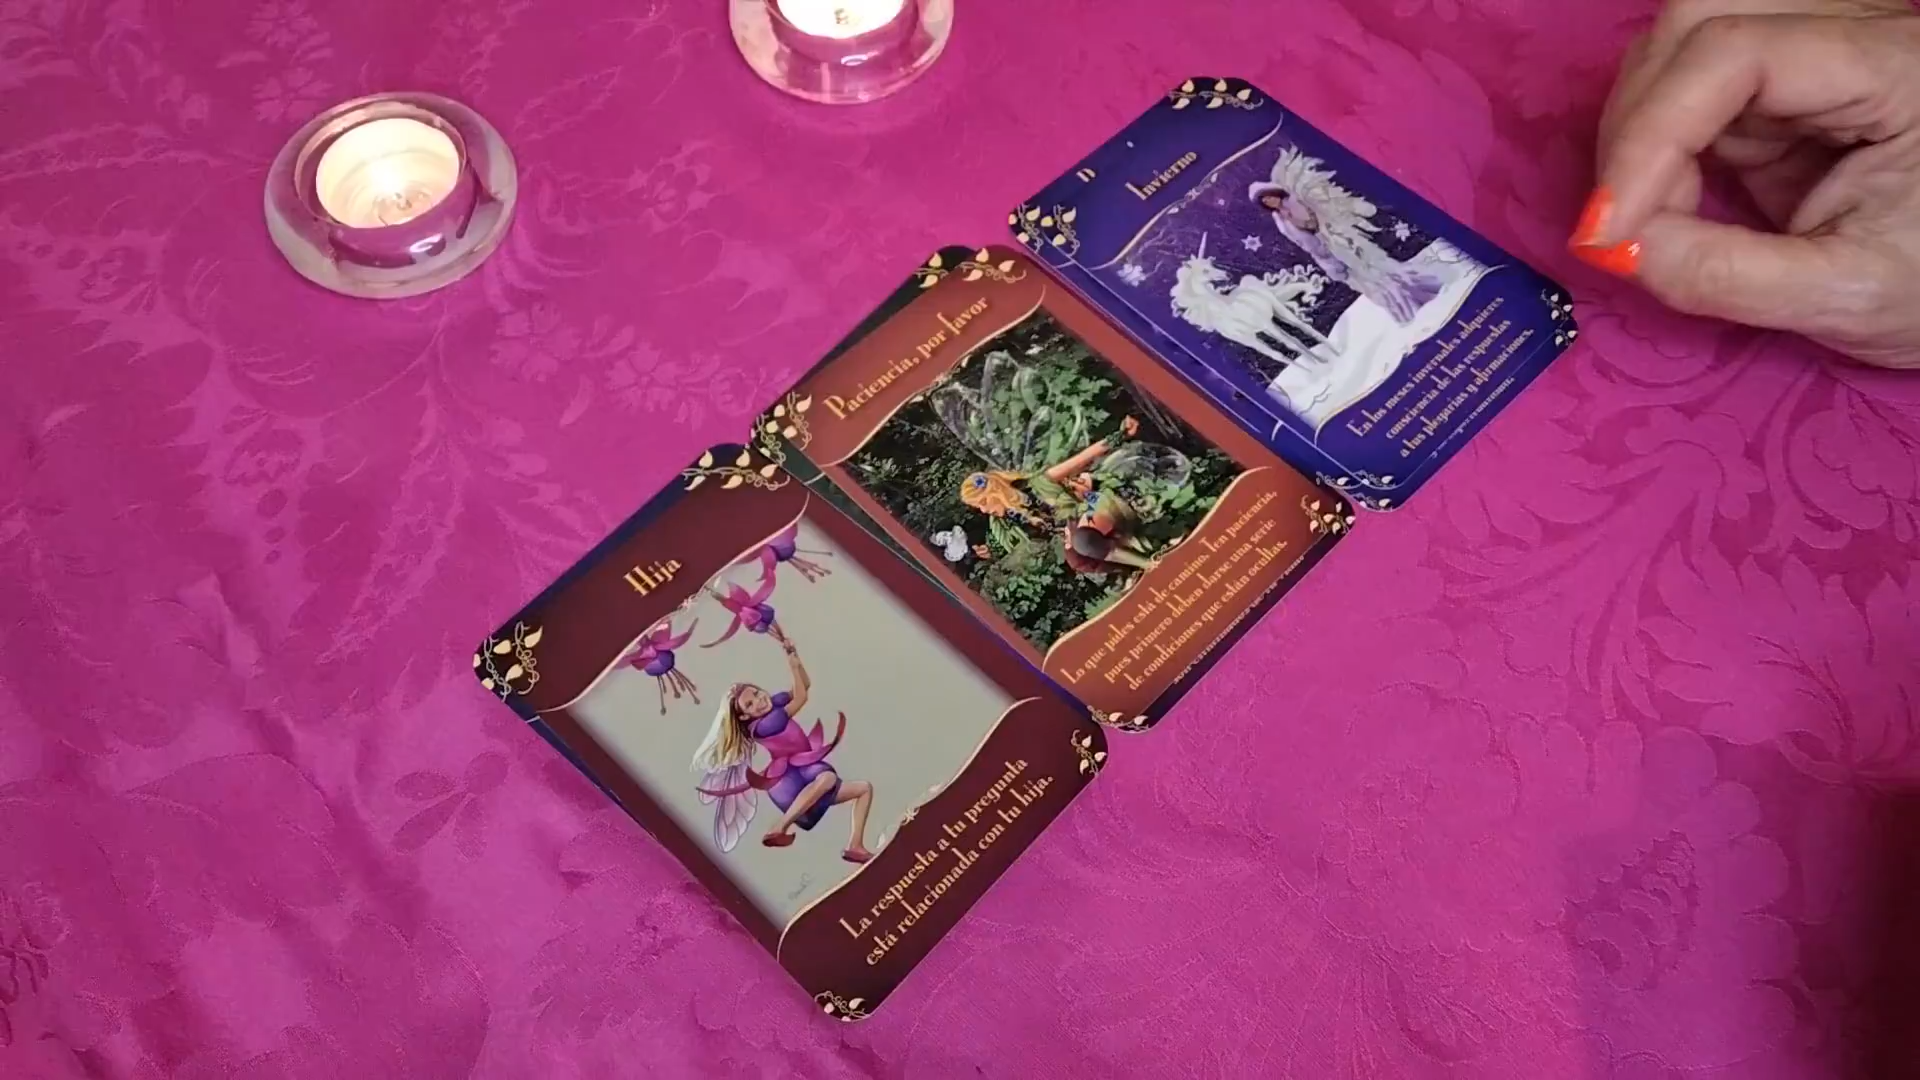 Hija
La respuesta a tu pregunta
está relacionada con tu hija.
Paciencia, por favor
Lo que pides está de camino. Ten paciencia,
pues primero deben darse una serie
de condiciones que están ocultas.
D
Invierno
En los meses invernales adquieres
consciencia de las respuestas
a tus plegarias y afirmaciones.